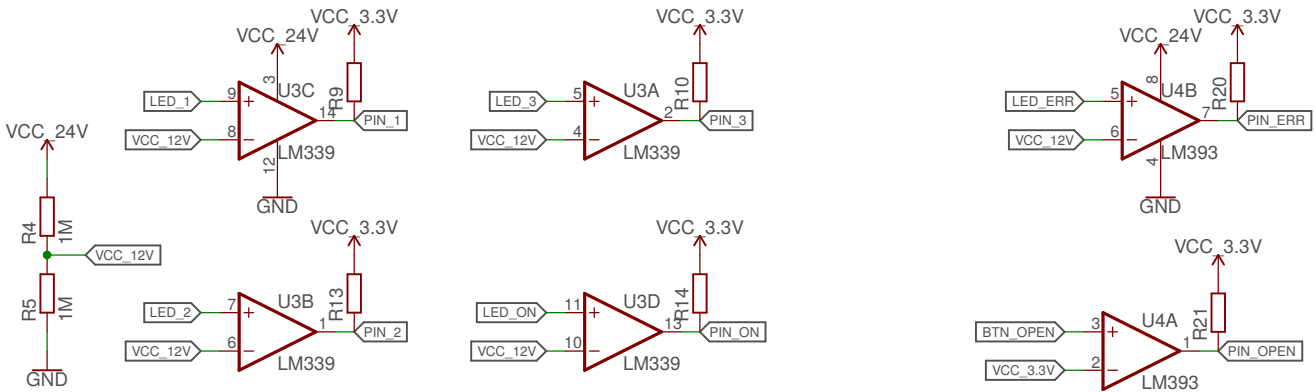 VCC_24V
R4
1M
VCC_12V
R5
1M
GND
VCC_24V
VCC_3.3V
LED_1
9
+
3
U3C
R9
14
PIN_1
VCC_12V
8
−
12
LM339
GND
VCC_3.3V
LED_3
5
+
U3A
R10
2
PIN_3
VCC_12V
4
−
LM339
VCC_24V
VCC_3.3V
LED_ERR
5
+
8
U4B
R20
7
PIN_ERR
VCC_12V
6
−
4
LM393
GND
VCC_3.3V
LED_2
7
+
U3B
R13
1
PIN_2
VCC_12V
6
−
LM339
VCC_3.3V
LED_ON
11
+
U3D
R14
13
PIN_ON
VCC_12V
10
−
LM339
VCC_3.3V
BTN_OPEN
3
+
U4A
R21
1
PIN_OPEN
VCC_3.3V
2
−
LM393